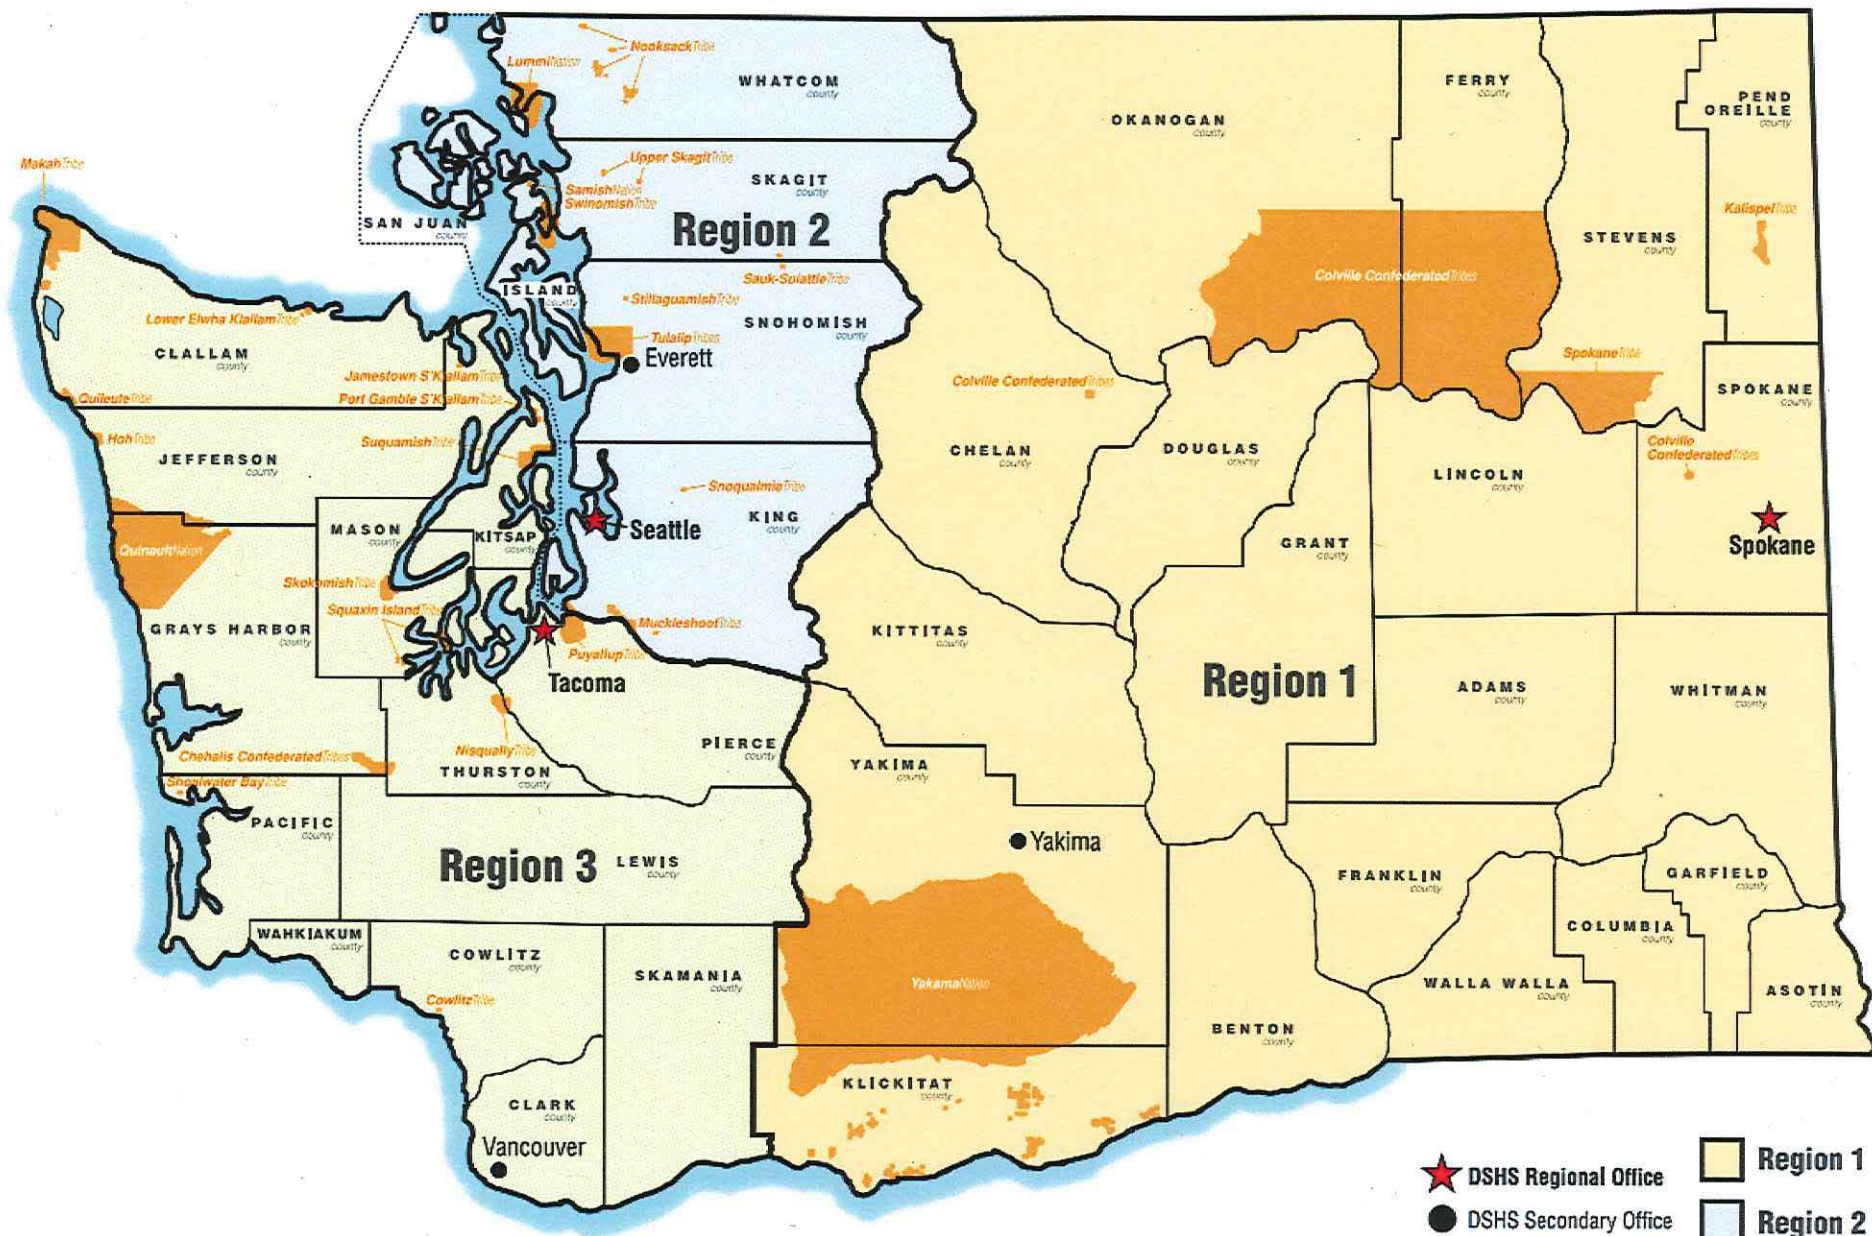 Nooksack Tribe
Lummi Nation
WHATCOM
county
OKANOGAN
county
FERRY
county
PEND
OREILLE
county
Makah Tribe
Upper Skagit Tribe
Samish Nation
Swinomish Tribe
SKAGIT
county
SAN JUAN
county
Region 2
Kalispel Tribe
STEVENS
county
Sauk-Suiattle Tribe
Colville Confederated Tribes
ISLAND
county
Stillaguamish Tribe
SNOHOMISH
county
Lower Elwha Klallam Tribe
Tulalip Tribes
Everett
CLALLAM
county
Jamestown S'Klallam Tribe
Spokane Tribe
Colville Confederated Tribes
SPOKANE
county
Quileute Tribe
Port Gamble S'Klallam Tribe
Hoh Tribe
Suquamish Tribe
JEFFERSON
county
CHELAN
county
DOUGLAS
county
Colville
Confederated Tribes
LINCOLN
county
Snoqualmie Tribe
KING
county
MASON
county
KITSAP
county
Seattle
GRANT
county
Spokane
Quinault Nation
Skokomish Tribe
Squaxin Island Tribe
GRAYS HARBOR
county
Muckleshoot Tribe
KITTITAS
county
Puyallup Tribe
Tacoma
Region 1
ADAMS
county
WHITMAN
county
Nisqually Tribe
PIERCE
county
Chehalis Confederated Tribes
THURSTON
county
YAKIMA
county
Shoalwater Bay Tribe
PACIFIC
county
Yakima
Region 3
LEWIS
county
FRANKLIN
county
GARFIELD
county
WAHKIAKUM
county
COWLITZ
county
COLUMBIA
county
SKAMANIA
county
Yakama Nation
WALLA WALLA
county
ASOTIN
county
Cowlitz Tribe
BENTON
county
KLICKITAT
county
CLARK
county
Vancouver
DSHS Regional Office
Region 1
DSHS Secondary Office
Region 2